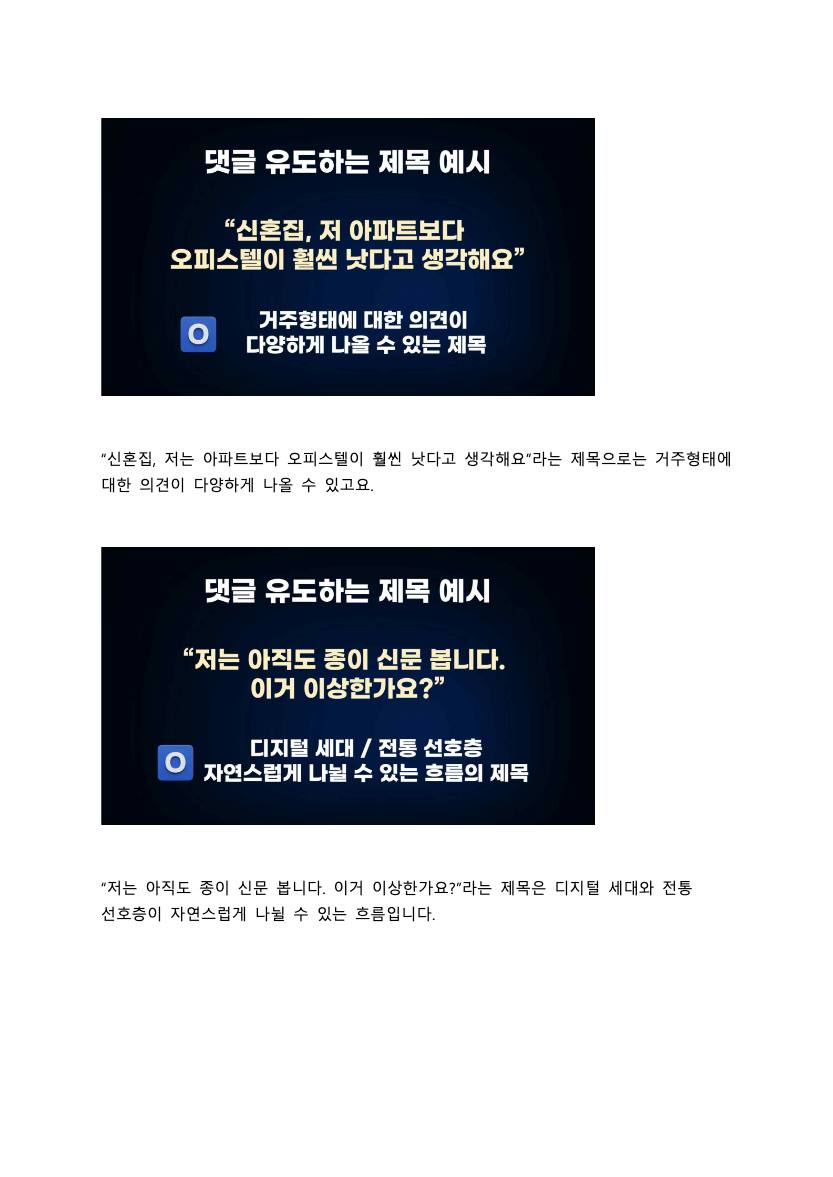 댓글 유도하는 제목 예시
“신혼집, 저 아파트보다
오피스텔이 훨씬 낫다고 생각해요”
O
거주형태에 대한 의견이
다양하게 나올 수 있는 제목
“신혼집, 저는 아파트보다 오피스텔이 훨씬 낫다고 생각해요“라는 제목으로는 거주형태에
대한 의견이 다양하게 나올 수 있고요.
댓글 유도하는 제목 예시
“저는 아직도 종이 신문 봅니다.
이거 이상한가요?”
O
디지털 세대 / 전통 선호층
자연스럽게 나뉠 수 있는 흐름의 제목
“저는 아직도 종이 신문 봅니다. 이거 이상한가요?“라는 제목은 디지털 세대와 전통
선호층이 자연스럽게 나뉠 수 있는 흐름입니다.